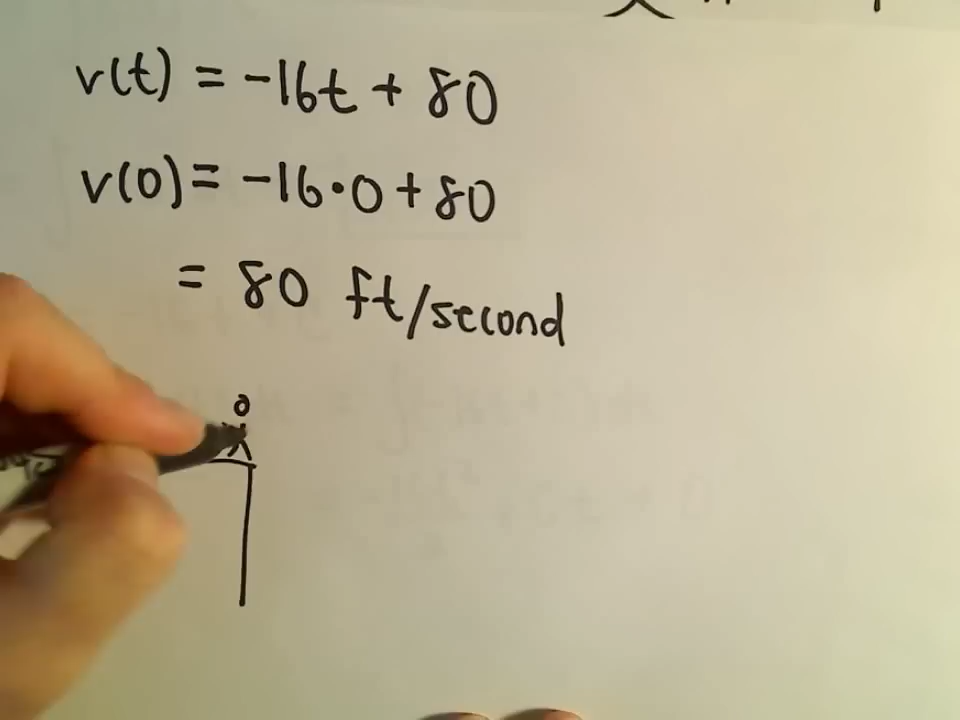 v(t) = -16t + 80
v(0) = -16·0 + 80
= 80 ft/second